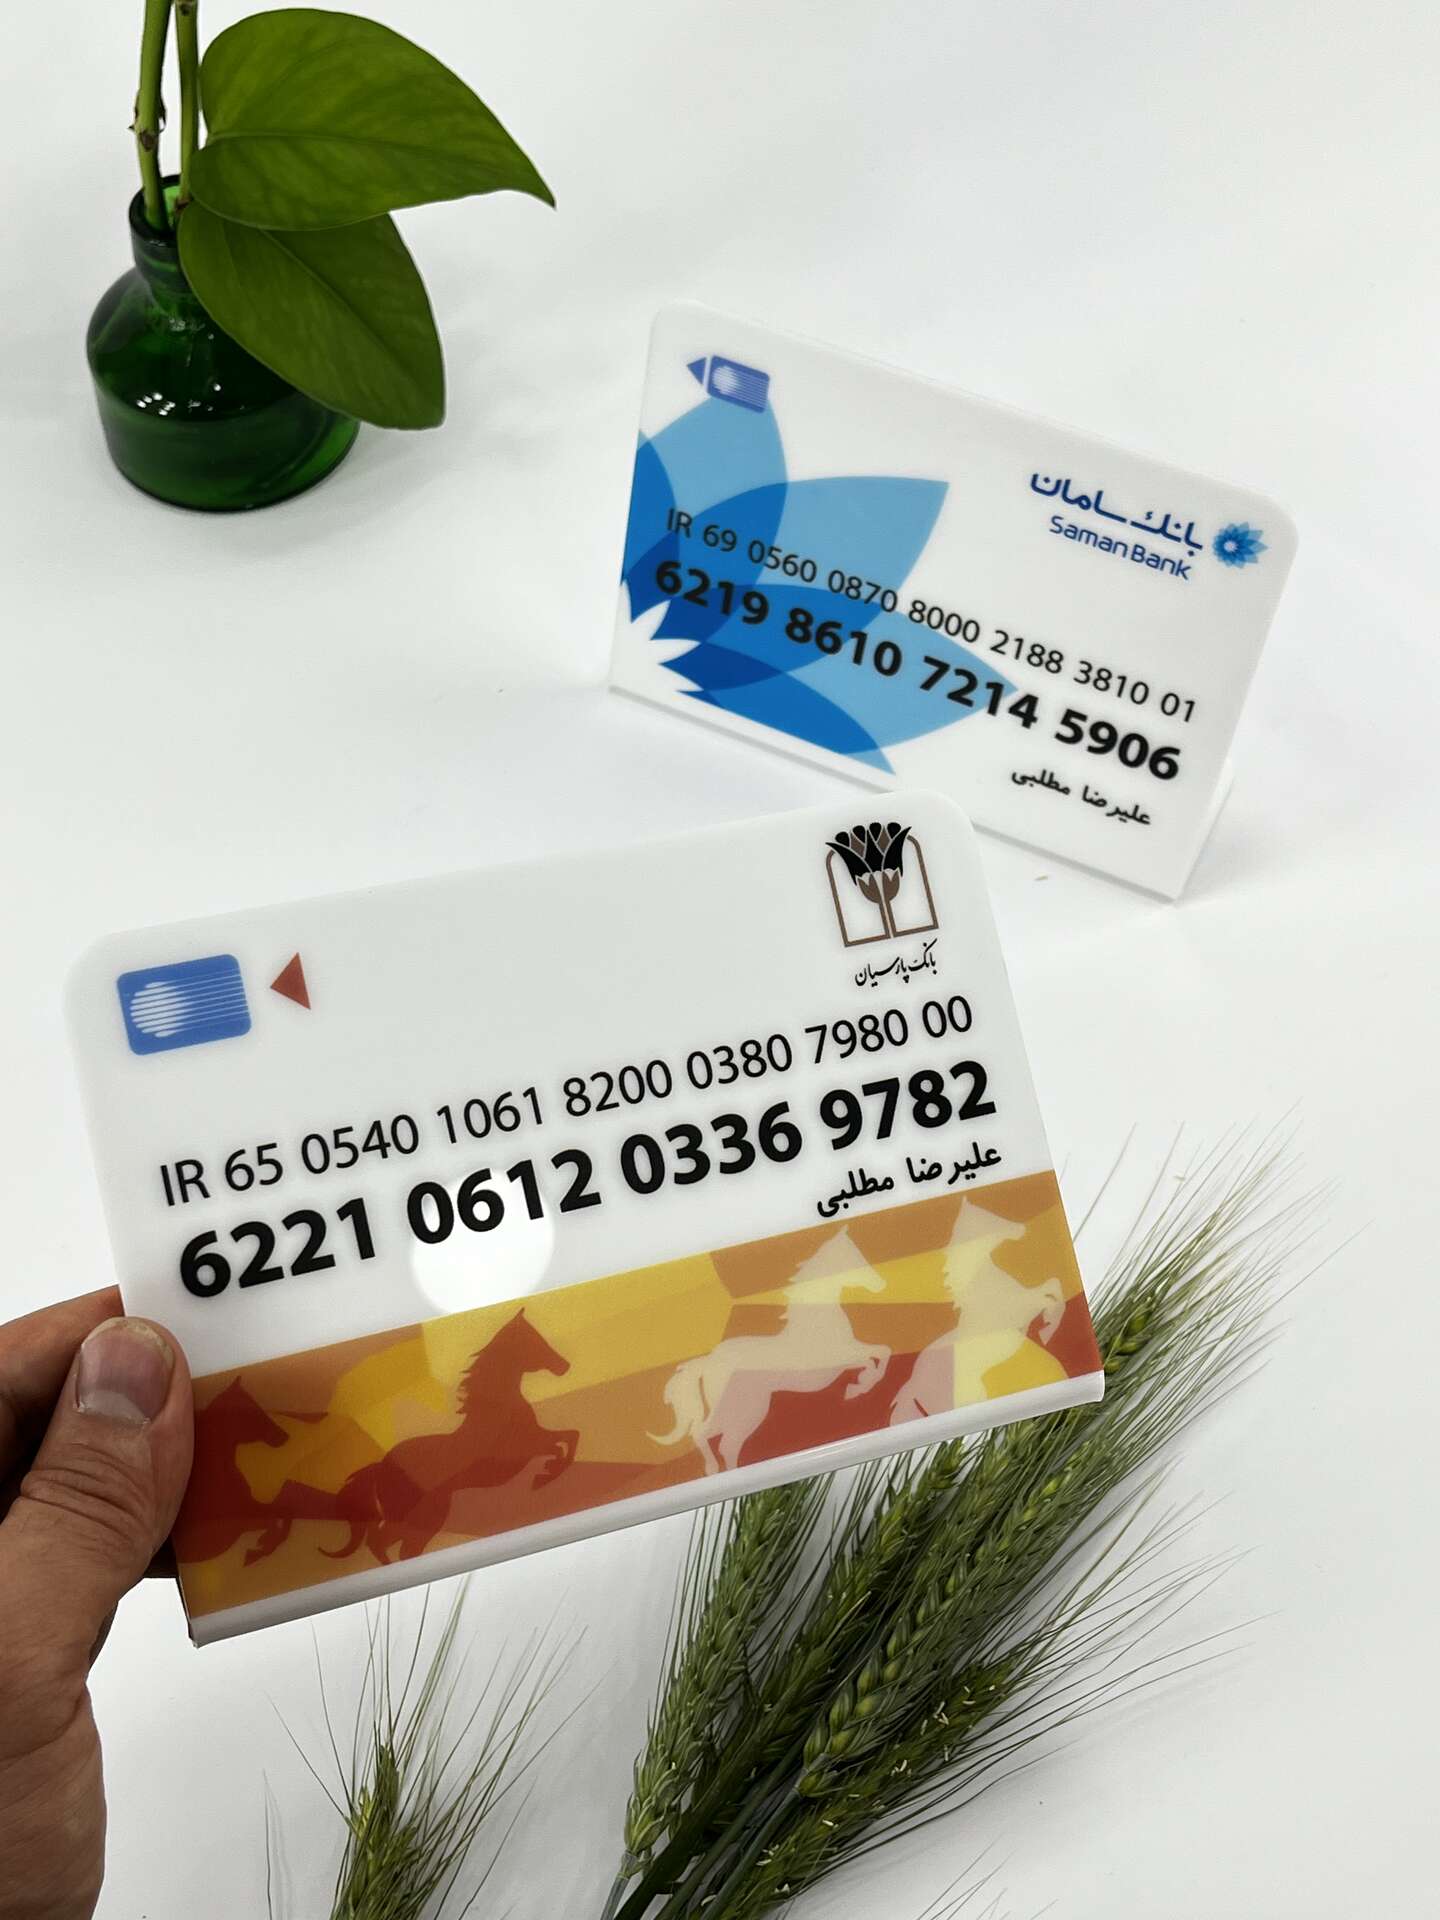 بانک سامان
Saman Bank
IR 69 0560 0870 8000 2188 3810 01
6219 8610 7214 5906
علیرضا مطلبی
بانک پارسیان
IR 65 0540 1061 8200 0380 7980 00
6221 0612 0336 9782
علیرضا مطلبی